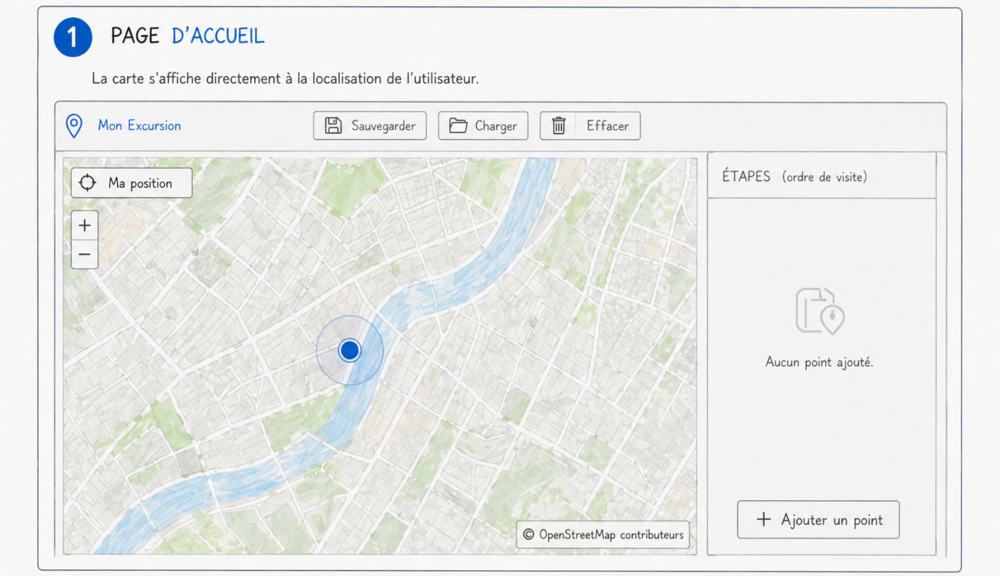 1 PAGE D'ACCUEIL
La carte s'affiche directement à la localisation de l'utilisateur.
Mon Excursion
Sauvegarder
Charger
Effacer
Ma position
+
−
© OpenStreetMap contributeurs
ÉTAPES (ordre de visite)
Aucun point ajouté.
+ Ajouter un point